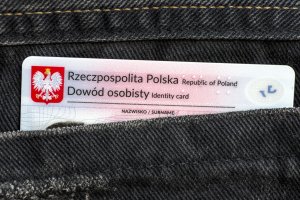 Rzeczpospolita Polska Republic of Poland
Dowód osobisty Identity card
NAZWISKO / SURNAME